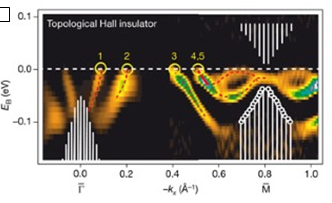 Topological Hall insulator
0.1
1 2 3 4,5
0.0
E_B (eV)
−0.1
0.0 0.2 0.4 0.6 0.8 1.0
Γ̅ −kₓ (Å⁻¹) M̅